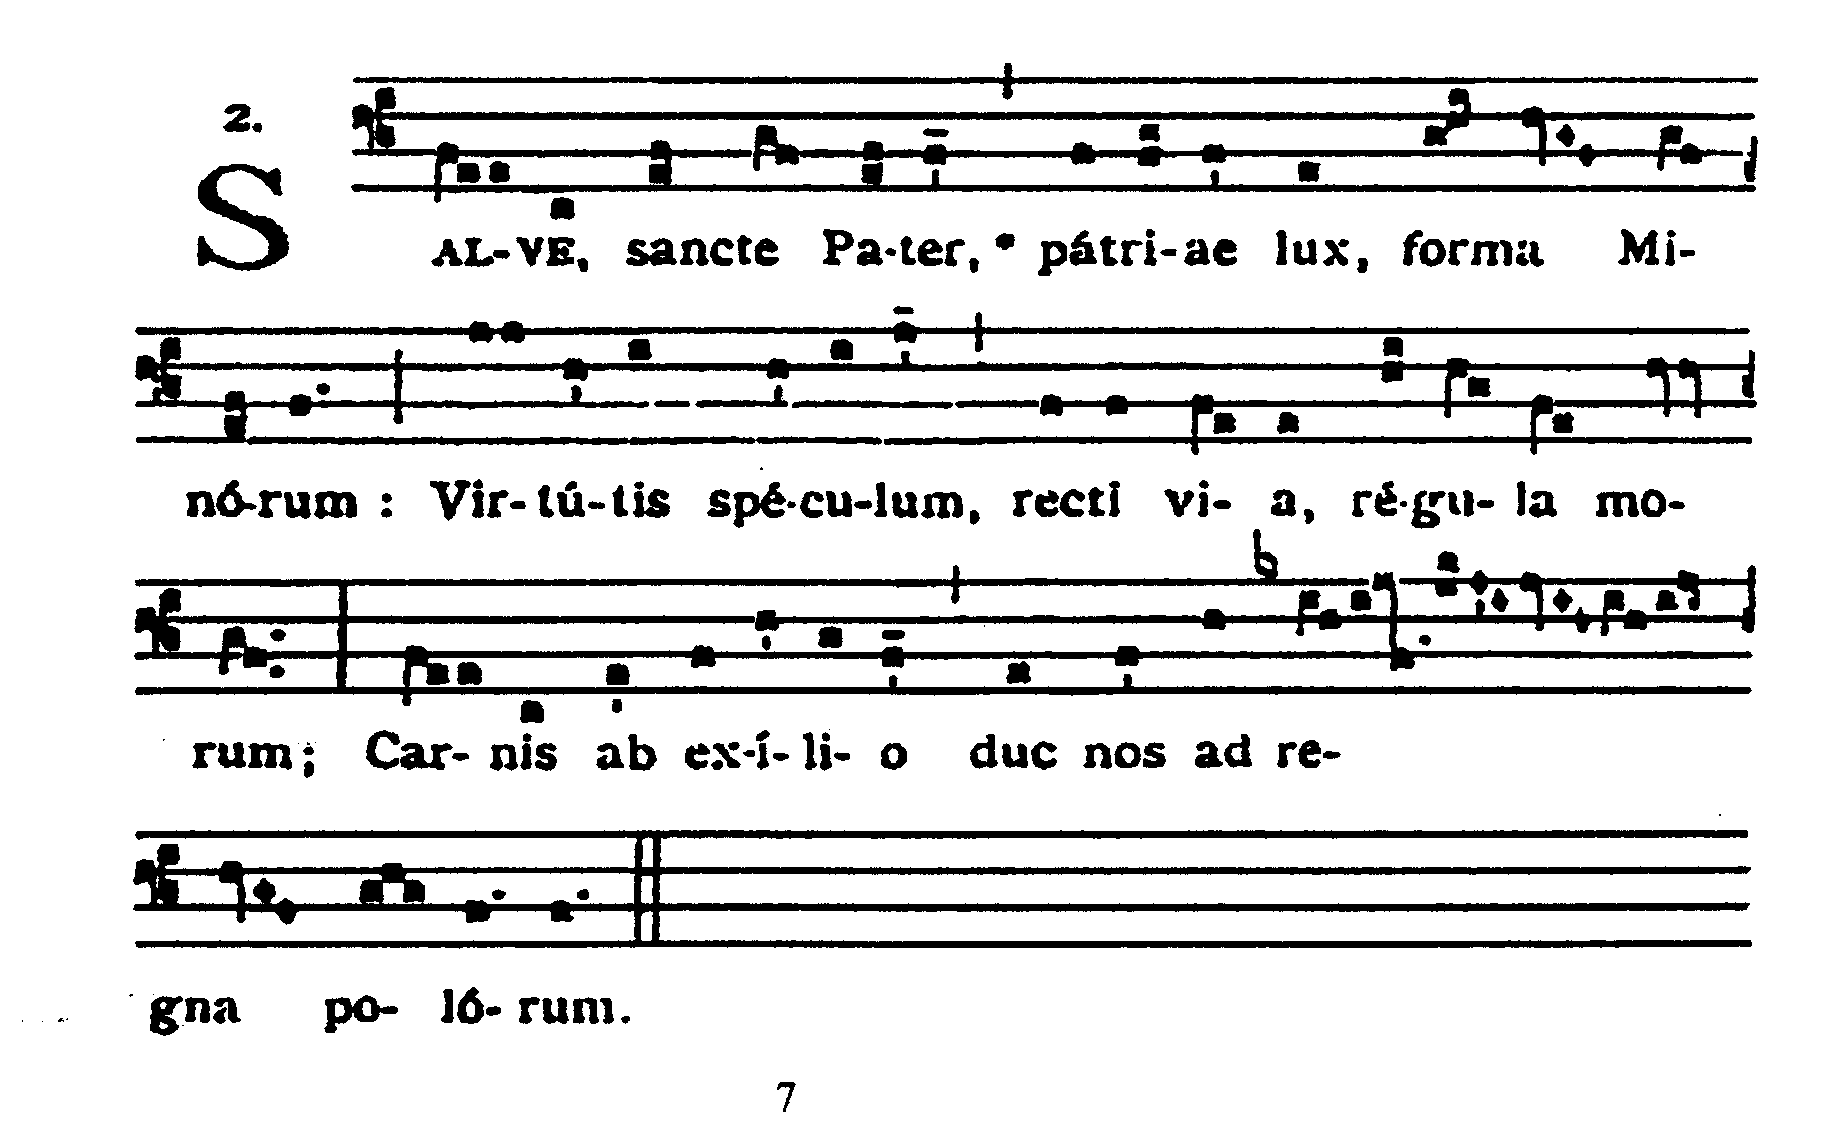 2.
SAL-VE, sancte Pa-ter, * pátri-ae lux, forma Mi-
nó-rum : Vir-tú-tis spé-cu-lum, recti vi- a, ré-gu- la mo-
rum; Car- nis ab ex-í- li- o duc nos ad re-
gna po- ló- rum.
7